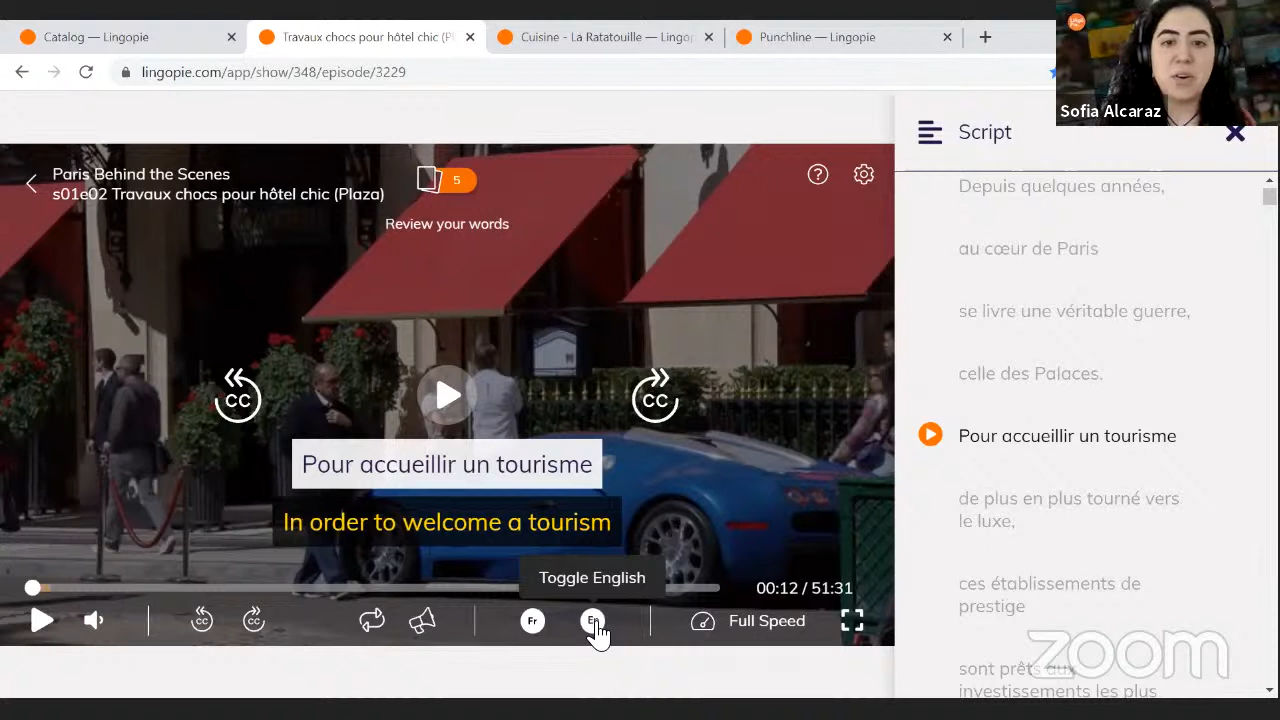 Catalog — Lingopie
Travaux chocs pour hôtel chic (Pl
Cuisine - La Ratatouille — Lingo
Punchline — Lingopie
lingopie.com/app/show/348/episode/3229
Sofia Alcaraz
Script
Paris Behind the Scenes
s01e02 Travaux chocs pour hôtel chic (Plaza)
5
Review your words
CC
CC
Pour accueillir un tourisme
In order to welcome a tourism
Toggle English
00:12 / 51:31
CC
CC
Fr
En
Full Speed
Depuis quelques années,
au cœur de Paris
se livre une véritable guerre,
celle des Palaces.
Pour accueillir un tourisme
de plus en plus tourné vers
le luxe,
ces établissements de
prestige
sont prêts aux
investissements les plus
zoom